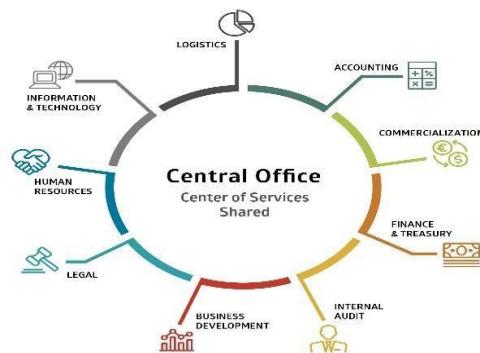 LOGISTICS
ACCOUNTING
INFORMATION
& TECHNOLOGY
COMMERCIALIZATION
Central Office
Center of Services
Shared
HUMAN
RESOURCES
FINANCE
& TREASURY
LEGAL
BUSINESS
DEVELOPMENT
INTERNAL
AUDIT